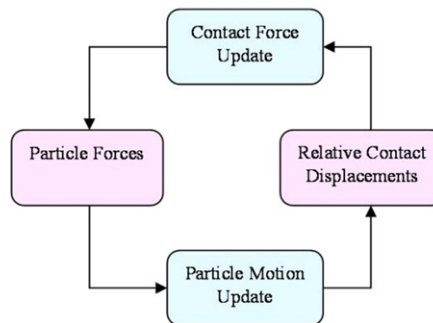 Contact Force
Update
Particle Forces
Relative Contact
Displacements
Particle Motion
Update